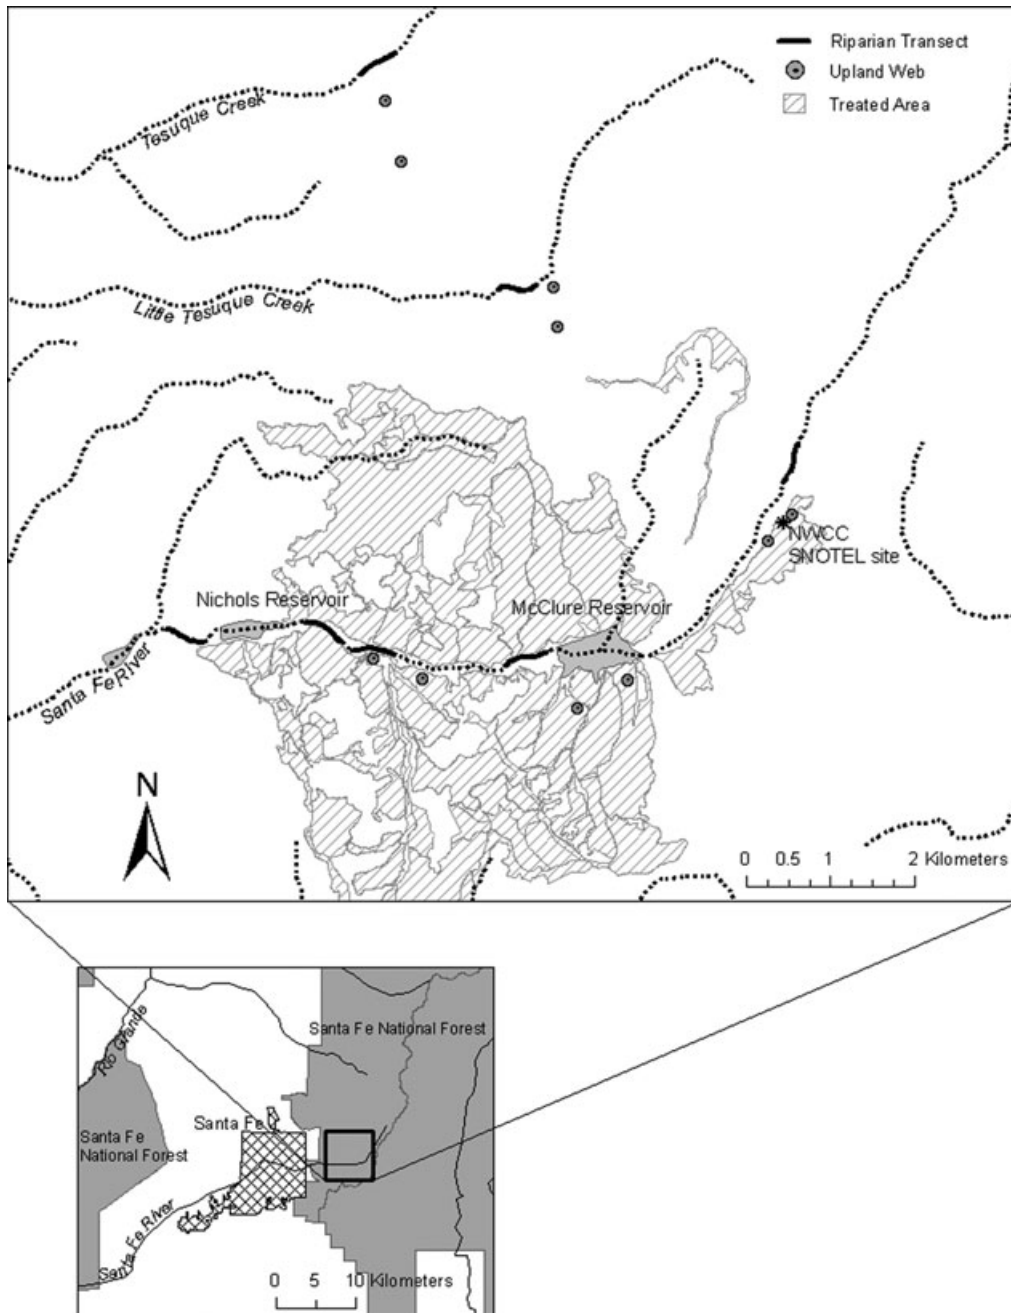 Riparian Transect
Upland Web
Treated Area
Tesuque Creek
Little Tesuque Creek
NWCC
SNOTEL site
Nichols Reservoir
McClure Reservoir
Santa Fe River
N
0 0.5 1 2 Kilometers
Santa Fe National Forest
Rio Grande
Santa Fe
Santa Fe
National Forest
Santa Fe River
0 5 10 Kilometers